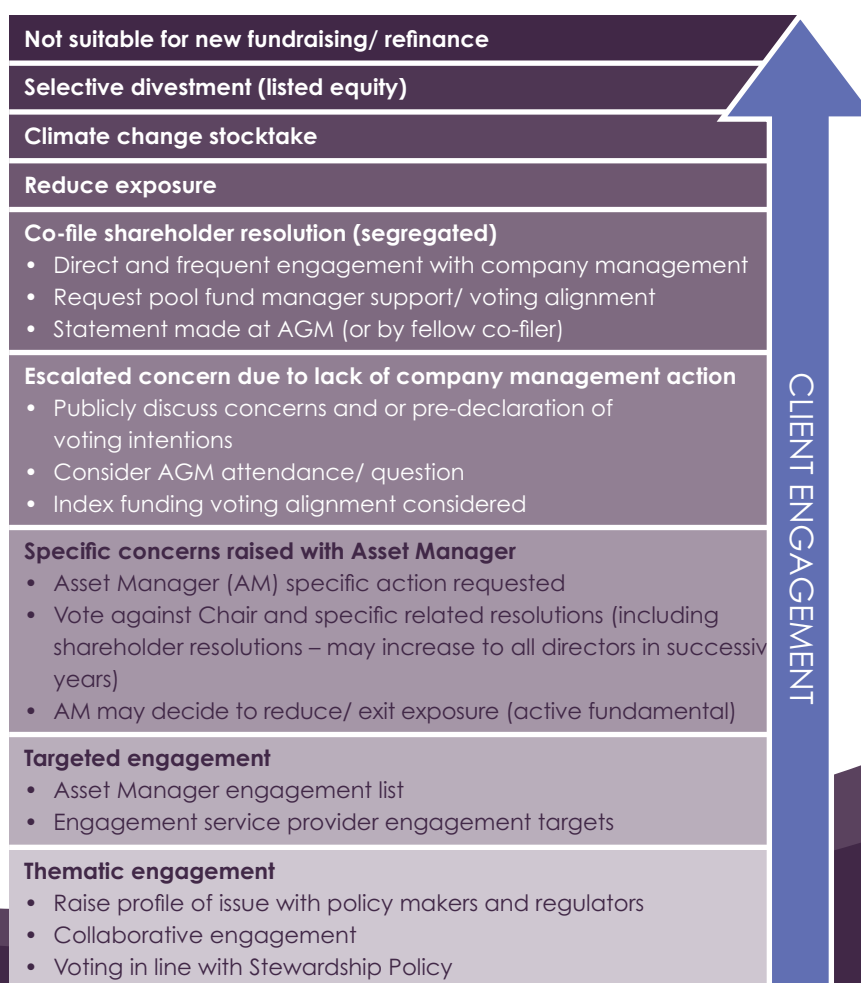 Not suitable for new fundraising/ refinance
Selective divestment (listed equity)
Climate change stocktake
Reduce exposure
Co-file shareholder resolution (segregated)
• Direct and frequent engagement with company management
• Request pool fund manager support/ voting alignment
• Statement made at AGM (or by fellow co-filer)
Escalated concern due to lack of company management action
• Publicly discuss concerns and or pre-declaration of
voting intentions
• Consider AGM attendance/ question
• Index funding voting alignment considered
Specific concerns raised with Asset Manager
• Asset Manager (AM) specific action requested
• Vote against Chair and specific related resolutions (including
shareholder resolutions – may increase to all directors in successiv
years)
• AM may decide to reduce/ exit exposure (active fundamental)
Targeted engagement
• Asset Manager engagement list
• Engagement service provider engagement targets
Thematic engagement
• Raise profile of issue with policy makers and regulators
• Collaborative engagement
• Voting in line with Stewardship Policy
CLIENT ENGAGEMENT